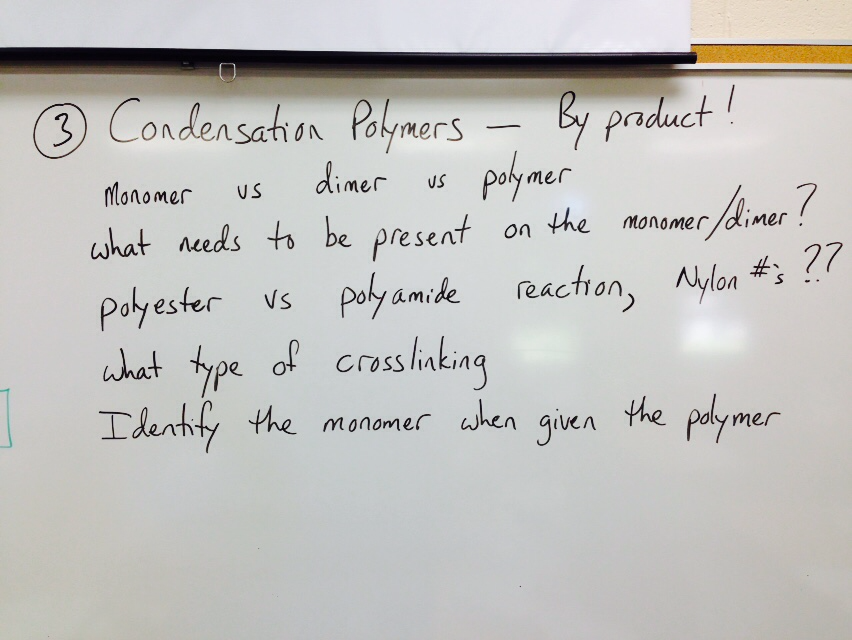 ③ Condensation Polymers — By product!
Monomer vs dimer vs polymer
what needs to be present on the monomer/dimer?
polyester vs polyamide reaction, Nylon #'s ??
what type of crosslinking
Identify the monomer when given the polymer